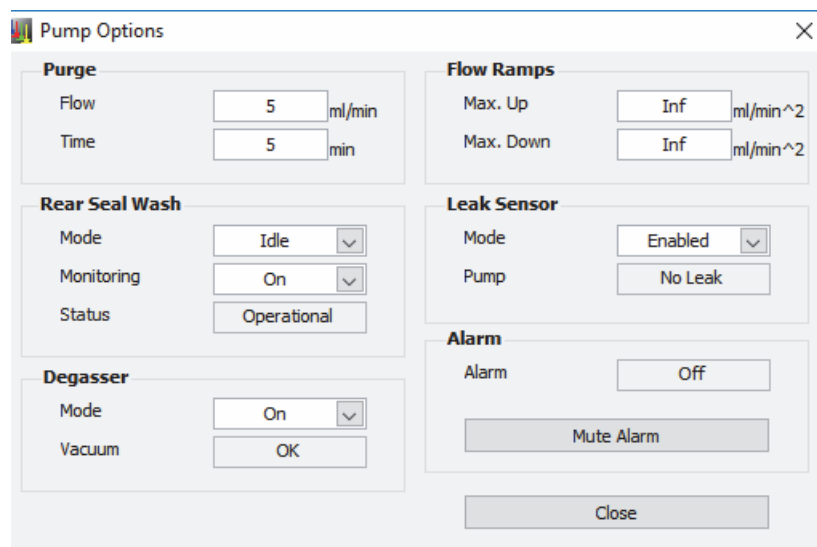 Pump Options
Purge
Flow 5 ml/min
Time 5 min
Rear Seal Wash
Mode Idle
Monitoring On
Status Operational
Degasser
Mode On
Vacuum OK
Flow Ramps
Max. Up Inf ml/min^2
Max. Down Inf ml/min^2
Leak Sensor
Mode Enabled
Pump No Leak
Alarm
Alarm Off
Mute Alarm
Close